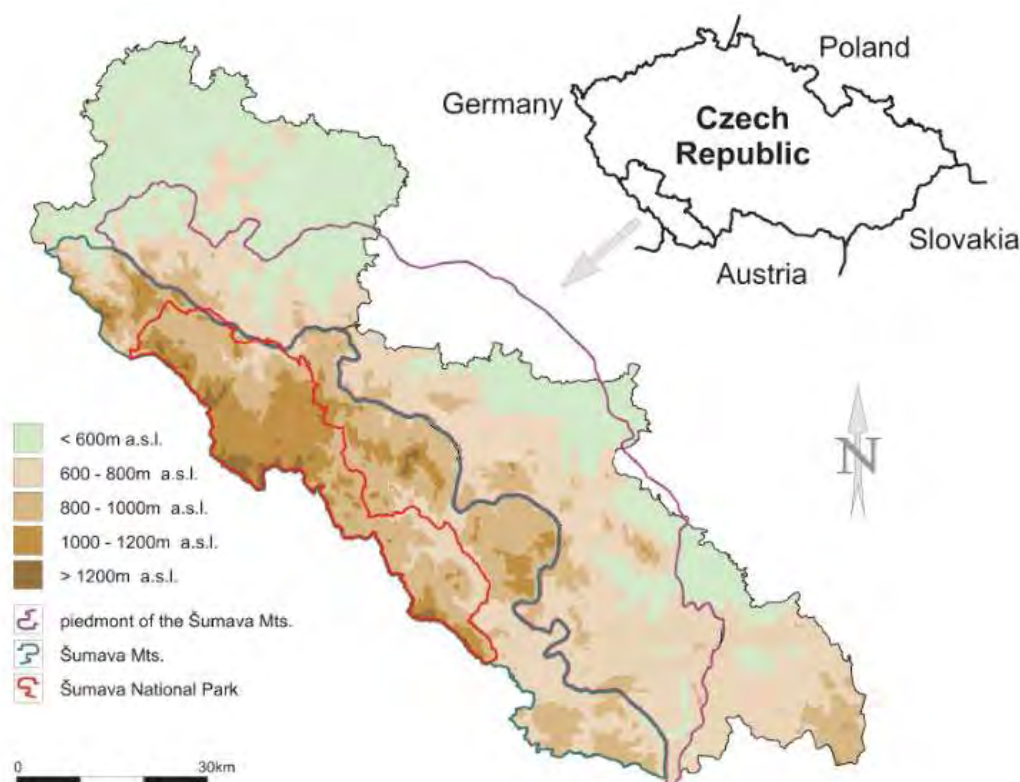 Poland
Germany
Czech
Republic
Slovakia
Austria
N
< 600m a.s.l.
600 - 800m a.s.l.
800 - 1000m a.s.l.
1000 - 1200m a.s.l.
> 1200m a.s.l.
piedmont of the Šumava Mts.
Šumava Mts.
Šumava National Park
0 30km